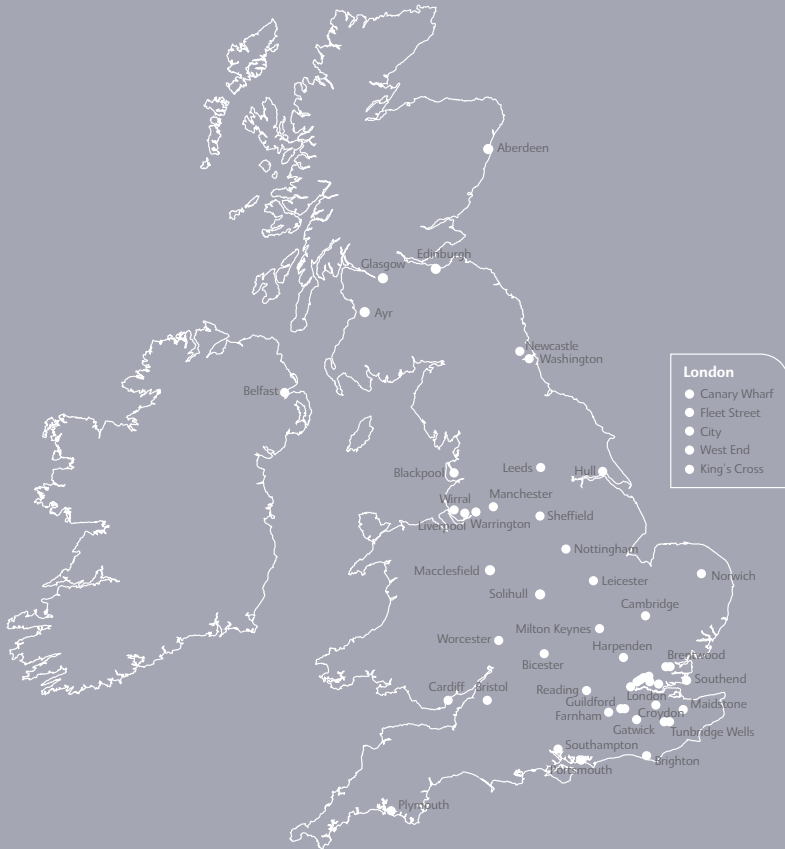 Aberdeen
Edinburgh
Glasgow
Ayr
Newcastle
Washington
London
Canary Wharf
Fleet Street
City
West End
King's Cross
Belfast
Blackpool
Leeds
Hull
Wirral
Manchester
Liverpool
Warrington
Sheffield
Nottingham
Macclesfield
Leicester
Norwich
Solihull
Cambridge
Milton Keynes
Worcester
Harpenden
Brentwood
Bicester
Southend
Cardiff
Bristol
Reading
London
Guildford
Maidstone
Farnham
Croydon
Gatwick
Tunbridge Wells
Southampton
Brighton
Portsmouth
Plymouth